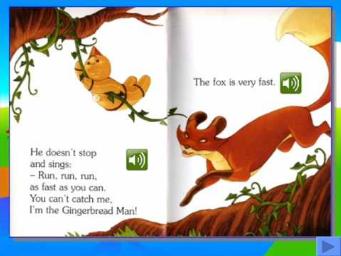 He doesn't stop
and sings:
– Run, run, run,
as fast as you can.
You can't catch me,
I'm the Gingerbread Man!
The fox is very fast.